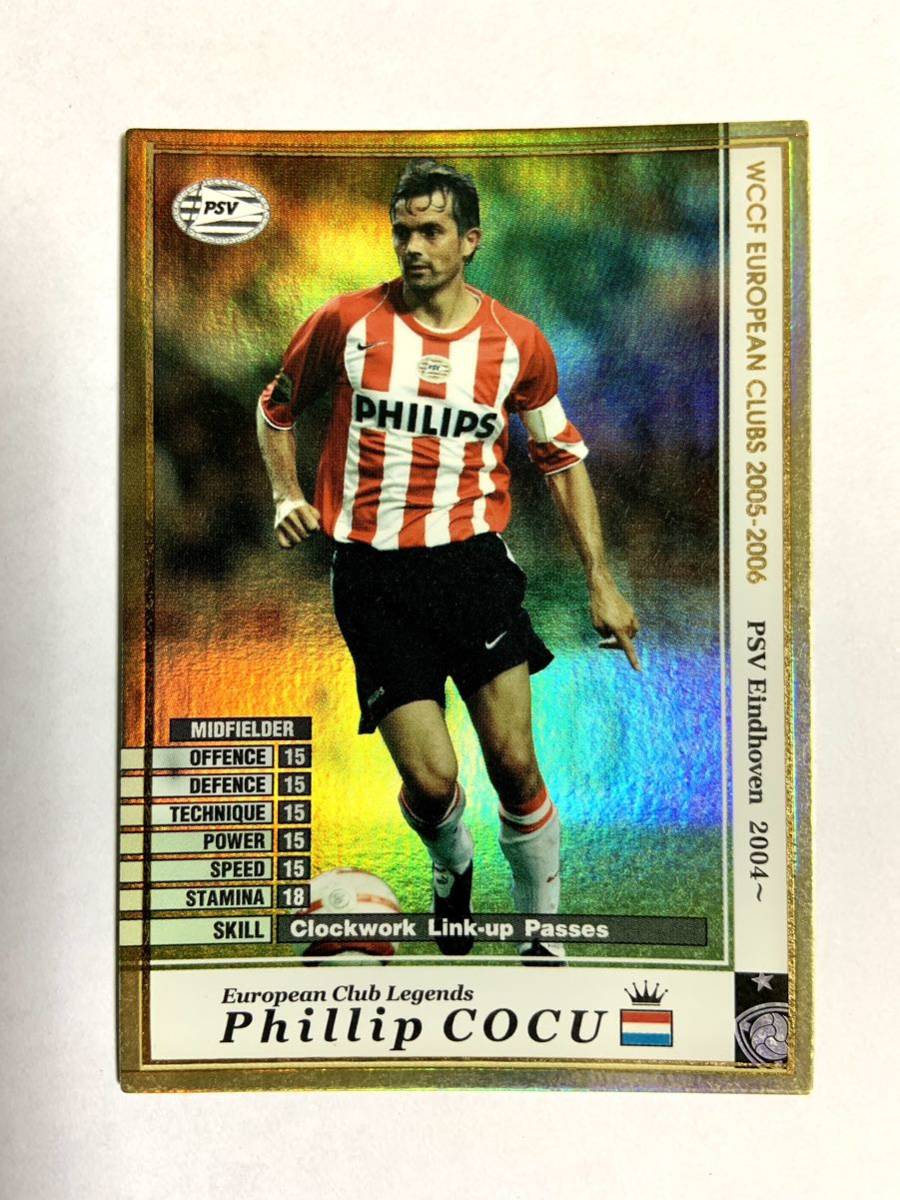 PSV
WCCF EUROPEAN CLUBS 2005-2006 PSV Eindhoven 2004~
PSV
PHILIPS
MIDFIELDER
OFFENCE 15
DEFENCE 15
TECHNIQUE 15
POWER 15
SPEED 15
STAMINA 18
SKILL Clockwork Link-up Passes
European Club Legends
Phillip COCU